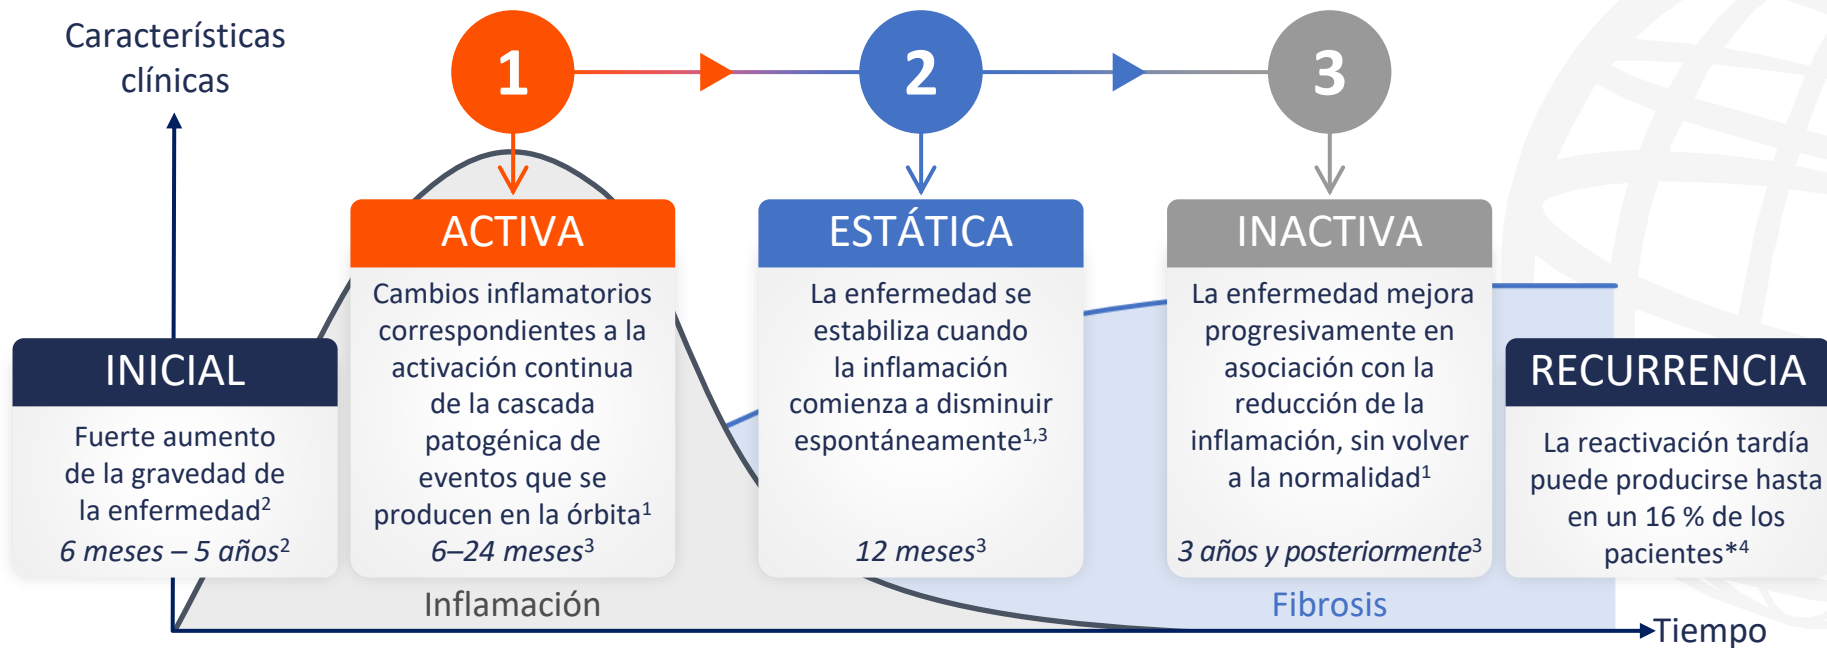 Características
clínicas
1
2
3
INICIAL
Fuerte aumento
de la gravedad de
la enfermedad²
6 meses – 5 años²
ACTIVA
Cambios inflamatorios
correspondientes a la
activación continua
de la cascada
patogénica de
eventos que se
producen en la órbita¹
6–24 meses³
ESTÁTICA
La enfermedad se
estabiliza cuando
la inflamación
comienza a disminuir
espontáneamente¹,³
12 meses³
INACTIVA
La enfermedad mejora
progresivamente en
asociación con la
reducción de la
inflamación, sin volver
a la normalidad¹
3 años y posteriormente³
RECURRENCIA
La reactivación tardía
puede producirse hasta
en un 16 % de los
pacientes*⁴
Inflamación
Fibrosis
Tiempo